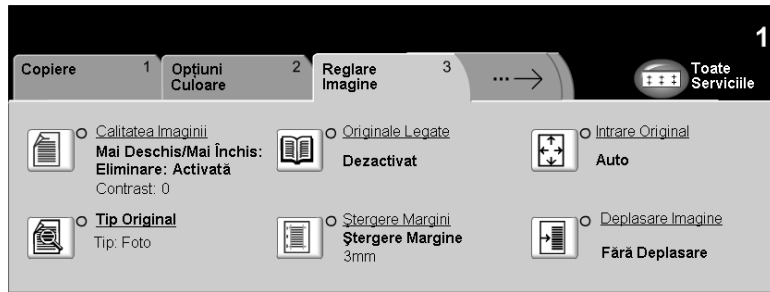 1
Copiere 1
Opțiuni Culoare 2
Reglare Imagine 3
Toate Serviciile
Calitatea Imaginii
Mai Deschis/Mai Închis:
Eliminare: Activată
Contrast: 0
Originale Legate
Dezactivat
Intrare Original
Auto
Tip Original
Tip: Foto
Ștergere Margini
Ștergere Margine
3mm
Deplasare Imagine
Fără Deplasare